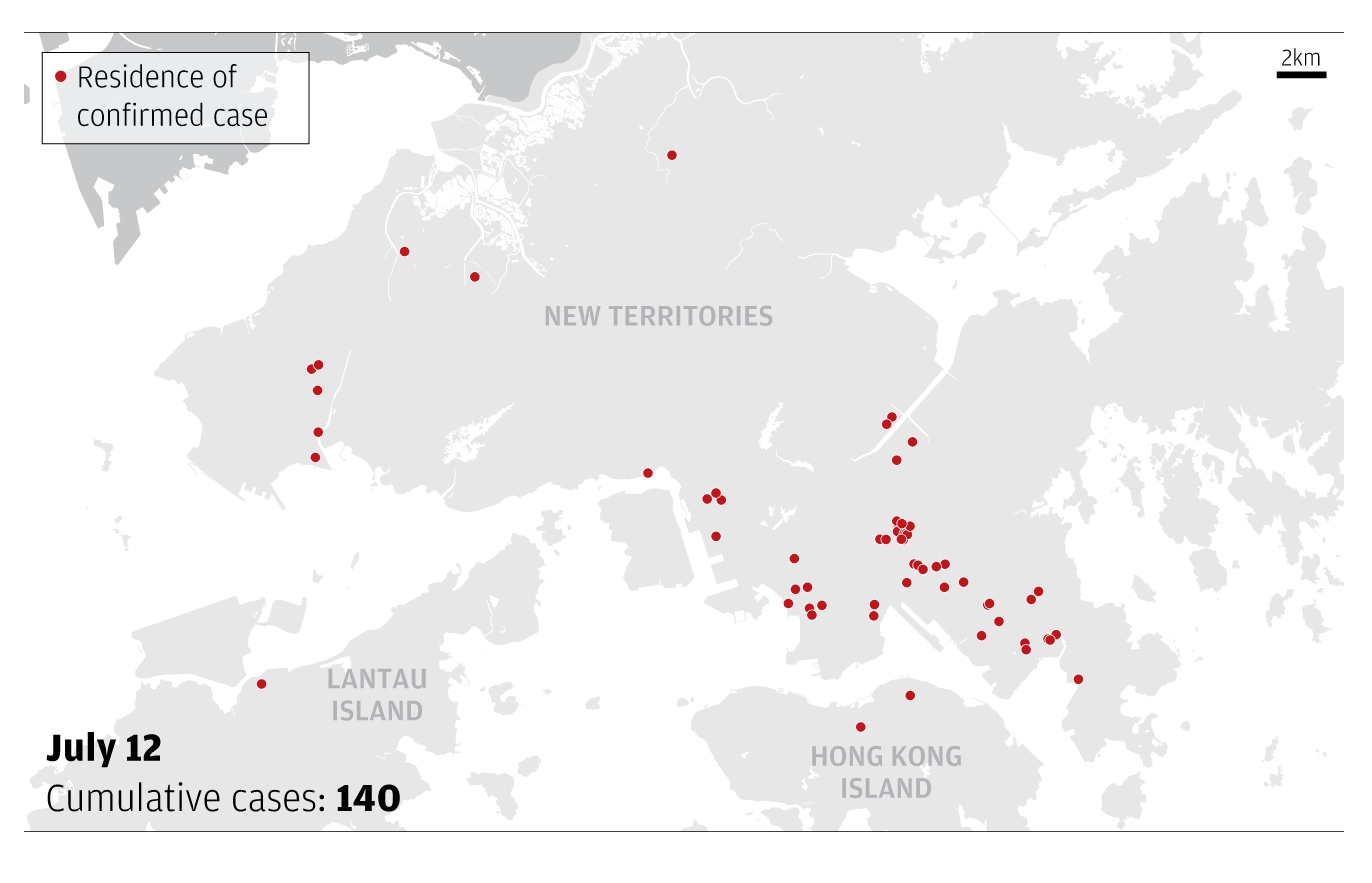 Residence of
confirmed case
2km
NEW TERRITORIES
LANTAU
ISLAND
HONG KONG
ISLAND
July 12
Cumulative cases: 140